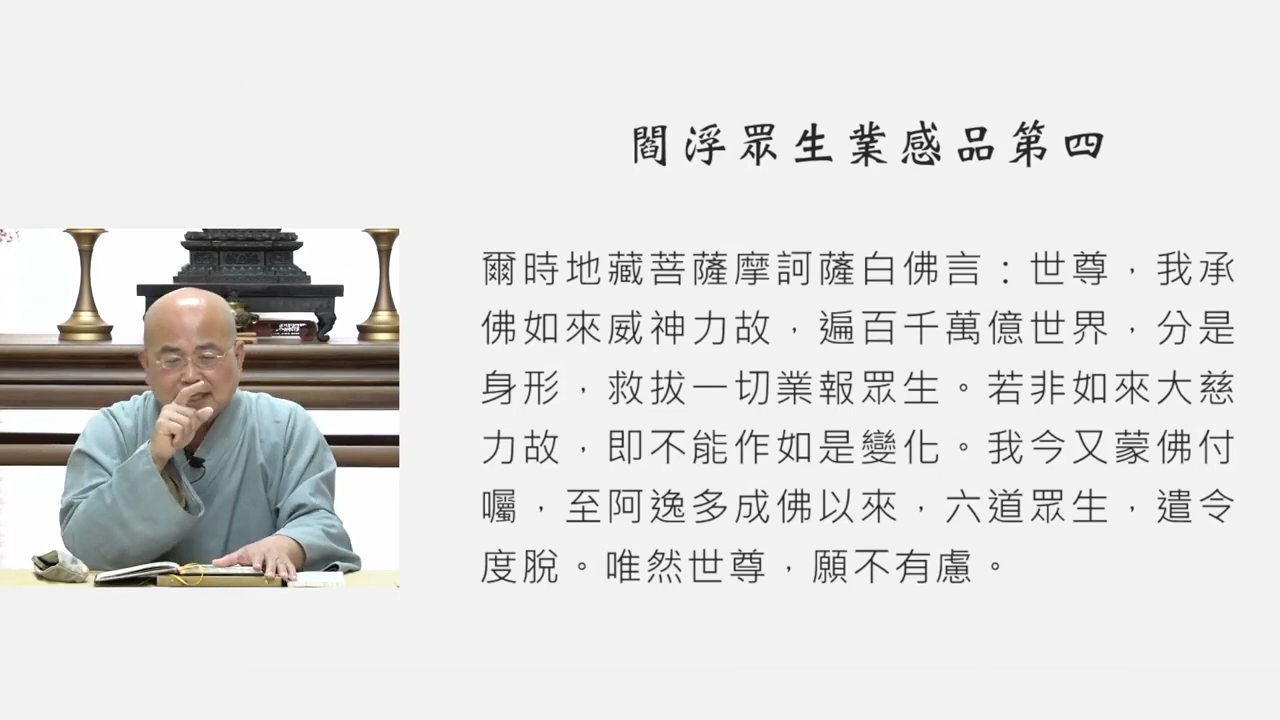 閻浮眾生業感品第四
爾時地藏菩薩摩訶薩白佛言：世尊，我承
佛如來威神力故，遍百千萬億世界，分是
身形，救拔一切業報眾生。若非如來大慈
力故，即不能作如是變化。我今又蒙佛付
囑，至阿逸多成佛以來，六道眾生，遣令
度脫。唯然世尊，願不有慮。